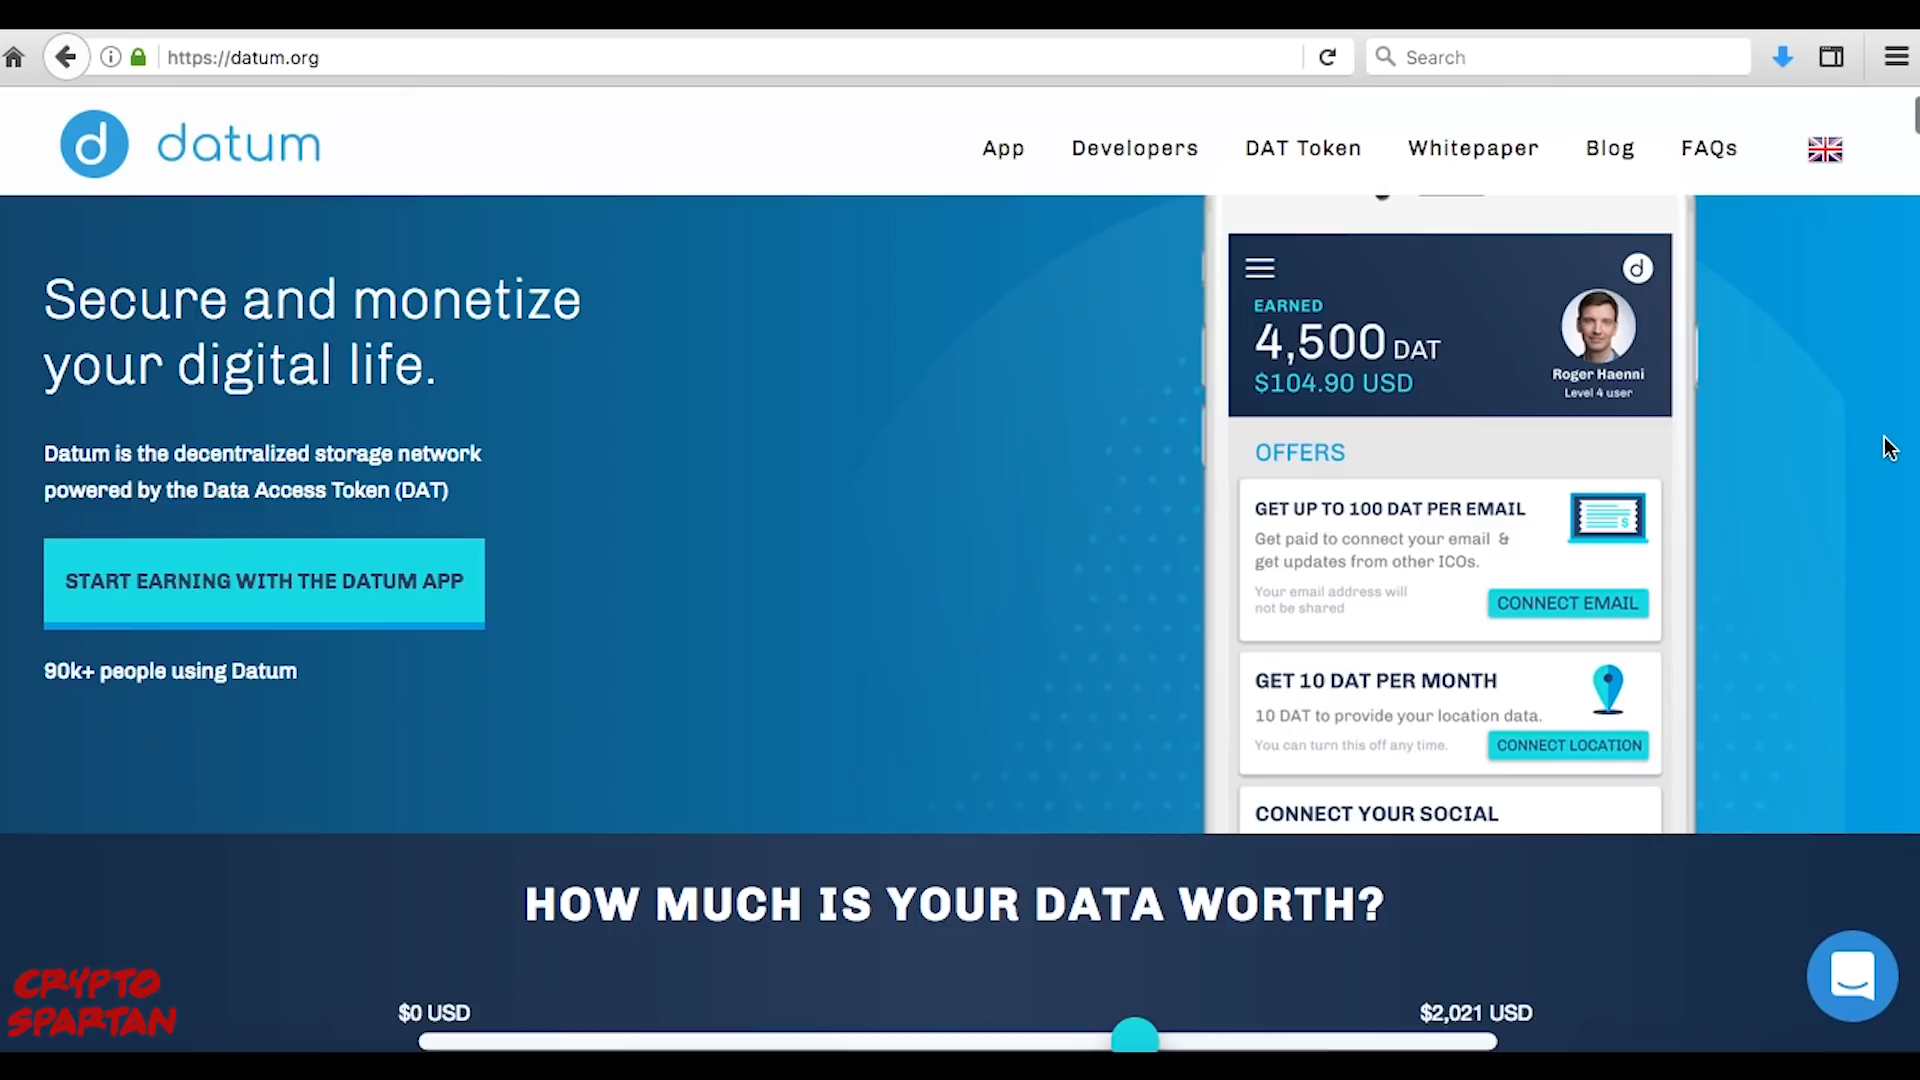 https://datum.org
Search
d datum
App Developers DAT Token Whitepaper Blog FAQs
Secure and monetize
your digital life.
Datum is the decentralized storage network
powered by the Data Access Token (DAT)
START EARNING WITH THE DATUM APP
90k+ people using Datum
d
EARNED
4,500 DAT
$104.90 USD
Roger Haenni
Level 4 user
OFFERS
GET UP TO 100 DAT PER EMAIL
Get paid to connect your email &
get updates from other ICOs.
Your email address will
not be shared
CONNECT EMAIL
$
GET 10 DAT PER MONTH
10 DAT to provide your location data.
You can turn this off any time.
CONNECT LOCATION
CONNECT YOUR SOCIAL
HOW MUCH IS YOUR DATA WORTH?
$0 USD
$2,021 USD
CRYPTO
SPARTAN